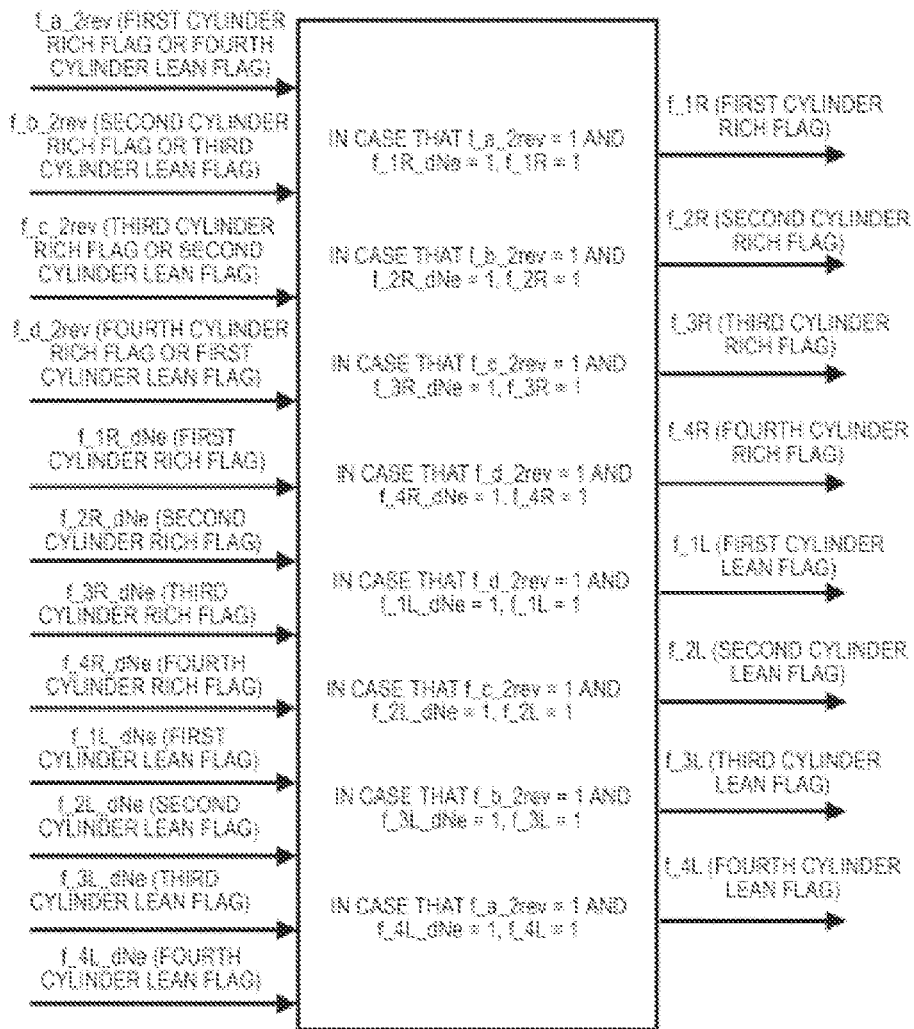 f_a_2rev (FIRST CYLINDER
RICH FLAG OR FOURTH
CYLINDER LEAN FLAG)
f_b_2rev (SECOND CYLINDER
RICH FLAG OR THIRD
CYLINDER LEAN FLAG)
f_c_2rev (THIRD CYLINDER
RICH FLAG OR SECOND
CYLINDER LEAN FLAG)
f_d_2rev (FOURTH CYLINDER
RICH FLAG OR FIRST
CYLINDER LEAN FLAG)
f_1R_dNe (FIRST
CYLINDER RICH FLAG)
f_2R_dNe (SECOND
CYLINDER RICH FLAG)
f_3R_dNe (THIRD
CYLINDER RICH FLAG)
f_4R_dNe (FOURTH
CYLINDER RICH FLAG)
f_1L_dNe (FIRST
CYLINDER LEAN FLAG)
f_2L_dNe (SECOND
CYLINDER LEAN FLAG)
f_3L_dNe (THIRD
CYLINDER LEAN FLAG)
f_4L_dNe (FOURTH
CYLINDER LEAN FLAG)
IN CASE THAT f_a_2rev = 1 AND
f_1R_dNe = 1, f_1R = 1
IN CASE THAT f_b_2rev = 1 AND
f_2R_dNe = 1, f_2R = 1
IN CASE THAT f_c_2rev = 1 AND
f_3R_dNe = 1, f_3R = 1
IN CASE THAT f_d_2rev = 1 AND
f_4R_dNe = 1, f_4R = 1
IN CASE THAT f_d_2rev = 1 AND
f_1L_dNe = 1, f_1L = 1
IN CASE THAT f_c_2rev = 1 AND
f_2L_dNe = 1, f_2L = 1
IN CASE THAT f_b_2rev = 1 AND
f_3L_dNe = 1, f_3L = 1
IN CASE THAT f_a_2rev = 1 AND
f_4L_dNe = 1, f_4L = 1
f_1R (FIRST CYLINDER
RICH FLAG)
f_2R (SECOND CYLINDER
RICH FLAG)
f_3R (THIRD CYLINDER
RICH FLAG)
f_4R (FOURTH CYLINDER
RICH FLAG)
f_1L (FIRST CYLINDER
LEAN FLAG)
f_2L (SECOND CYLINDER
LEAN FLAG)
f_3L (THIRD CYLINDER
LEAN FLAG)
f_4L (FOURTH CYLINDER
LEAN FLAG)